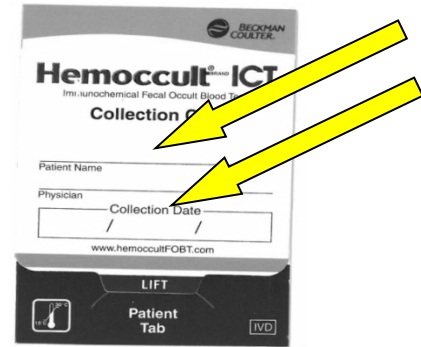 BECKMAN
COULTER.
Hemoccult® BRAND ICT
Immunochemical Fecal Occult Blood
Collection
Patient Name
Physician
Collection Date
/ /
www.hemoccultFOBT.com
LIFT
Patient
Tab
IVD